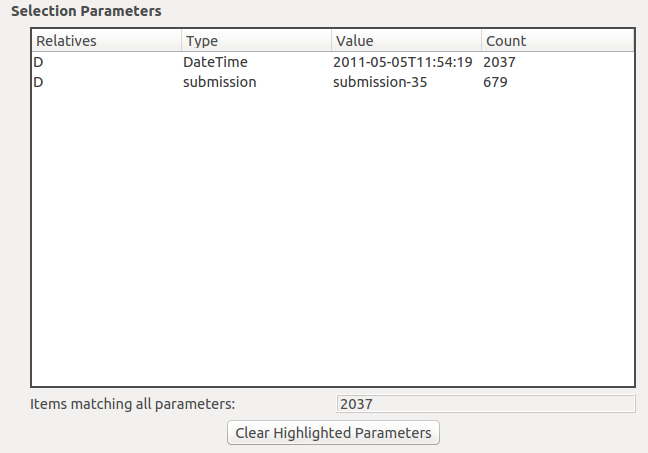 Selection Parameters
Relatives Type Value Count
D DateTime 2011-05-05T11:54:19 2037
D submission submission-35 679
Items matching all parameters: 2037
Clear Highlighted Parameters